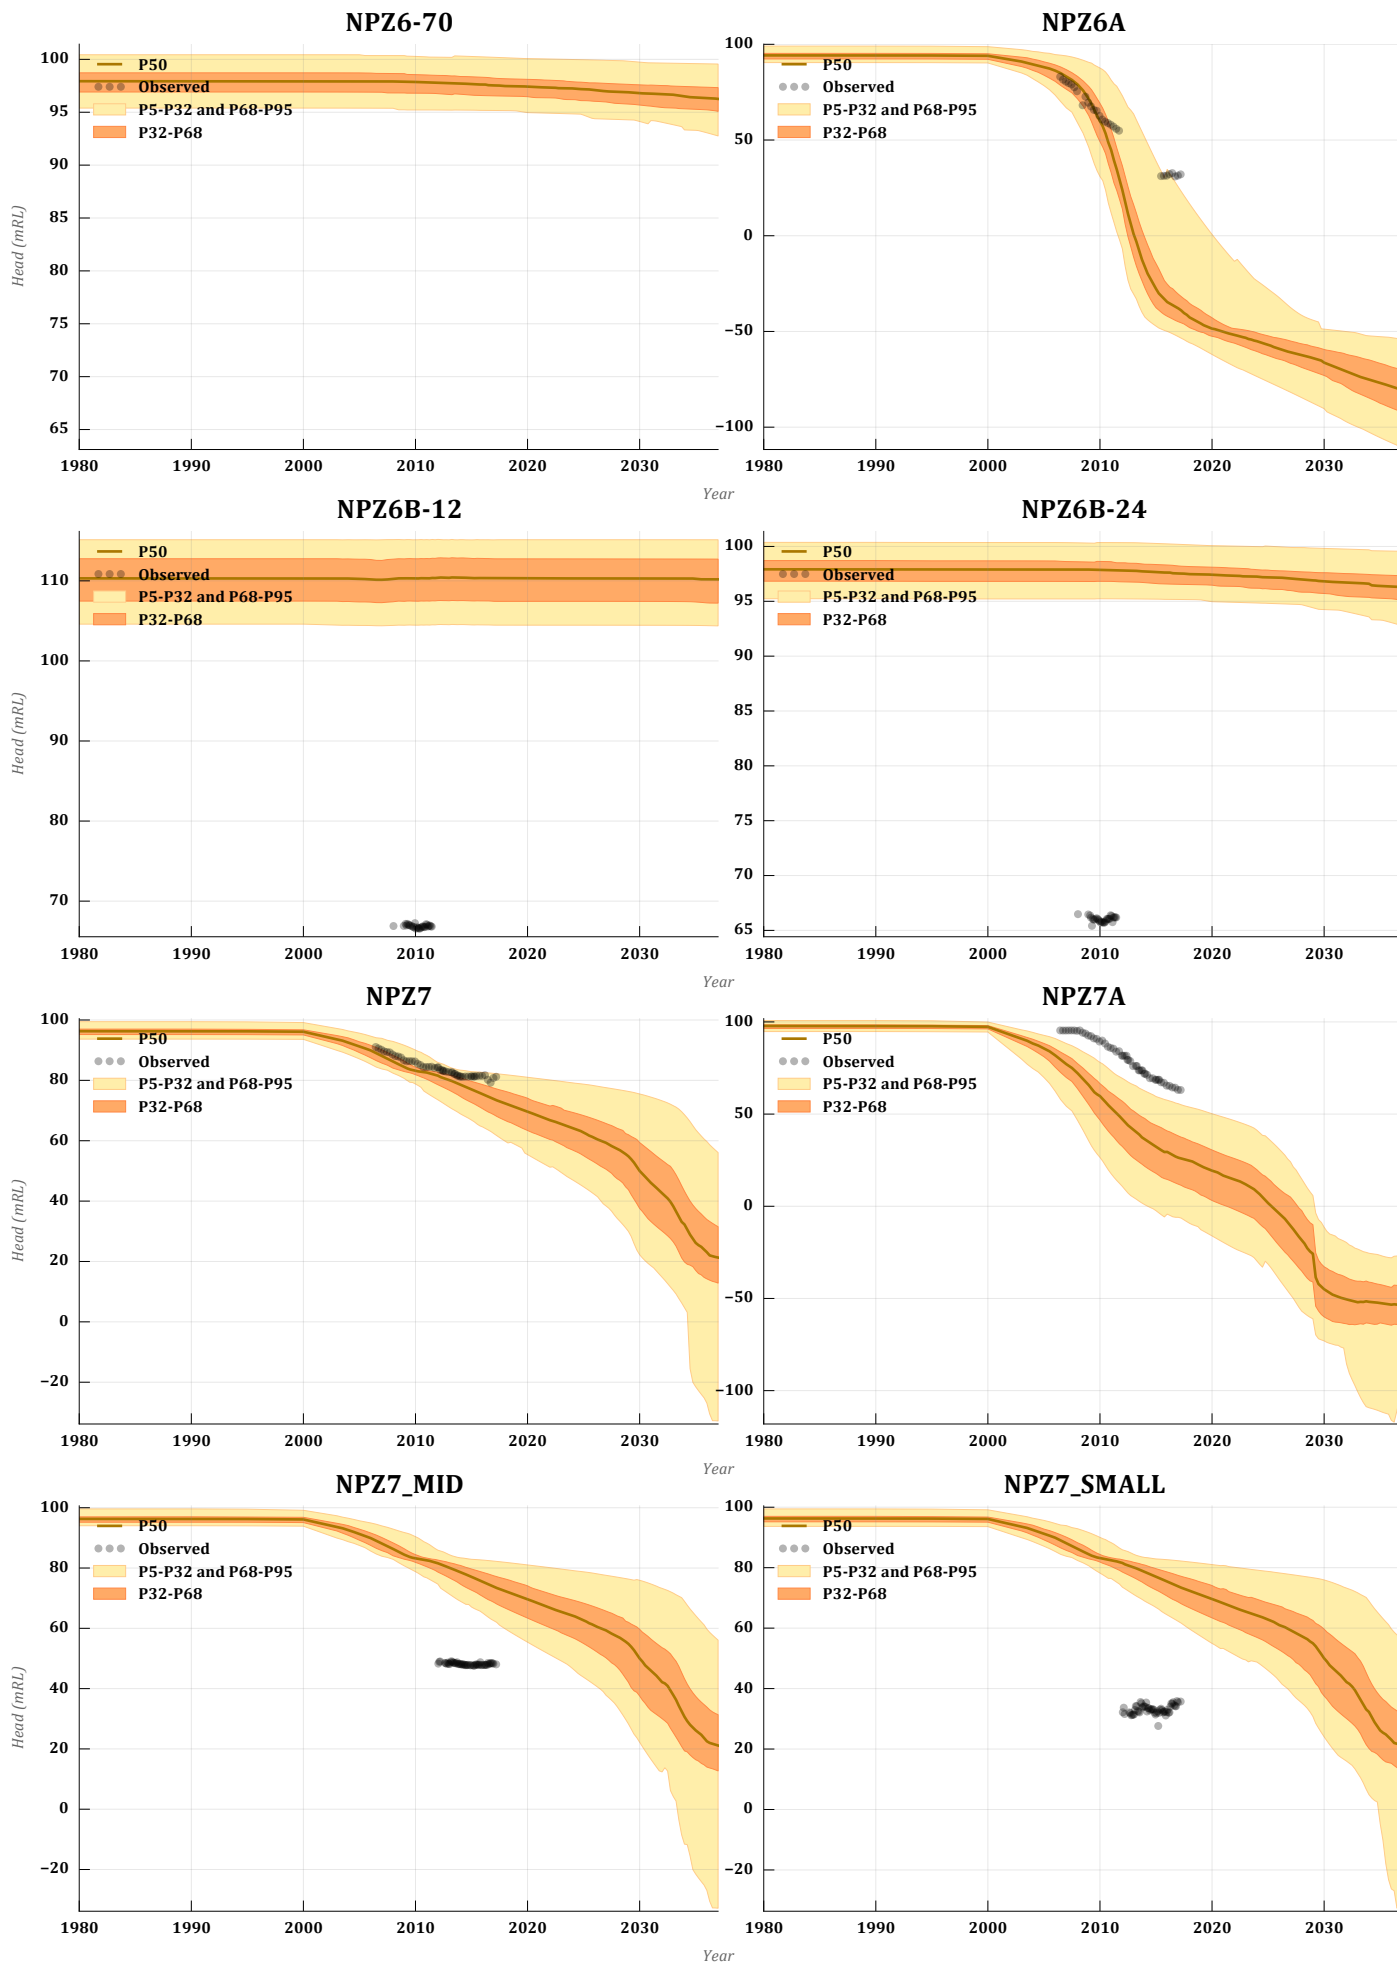 NPZ6-70
NPZ6A
Head (mRL)
100
95
90
85
80
75
70
65
P50
Observed
P5-P32 and P68-P95
P32-P68
1980 1990 2000 2010 2020 2030
100
50
0
−50
−100
P50
Observed
P5-P32 and P68-P95
P32-P68
1980 1990 2000 2010 2020 2030
Year
NPZ6B-12
NPZ6B-24
Head (mRL)
110
100
90
80
70
P50
Observed
P5-P32 and P68-P95
P32-P68
1980 1990 2000 2010 2020 2030
100
95
90
85
80
75
70
65
P50
Observed
P5-P32 and P68-P95
P32-P68
1980 1990 2000 2010 2020 2030
Year
NPZ7
NPZ7A
Head (mRL)
100
80
60
40
20
0
−20
P50
Observed
P5-P32 and P68-P95
P32-P68
1980 1990 2000 2010 2020 2030
100
50
0
−50
−100
P50
Observed
P5-P32 and P68-P95
P32-P68
1980 1990 2000 2010 2020 2030
Year
NPZ7_MID
NPZ7_SMALL
Head (mRL)
100
80
60
40
20
0
−20
P50
Observed
P5-P32 and P68-P95
P32-P68
1980 1990 2000 2010 2020 2030
100
80
60
40
20
0
−20
P50
Observed
P5-P32 and P68-P95
P32-P68
1980 1990 2000 2010 2020 2030
Year